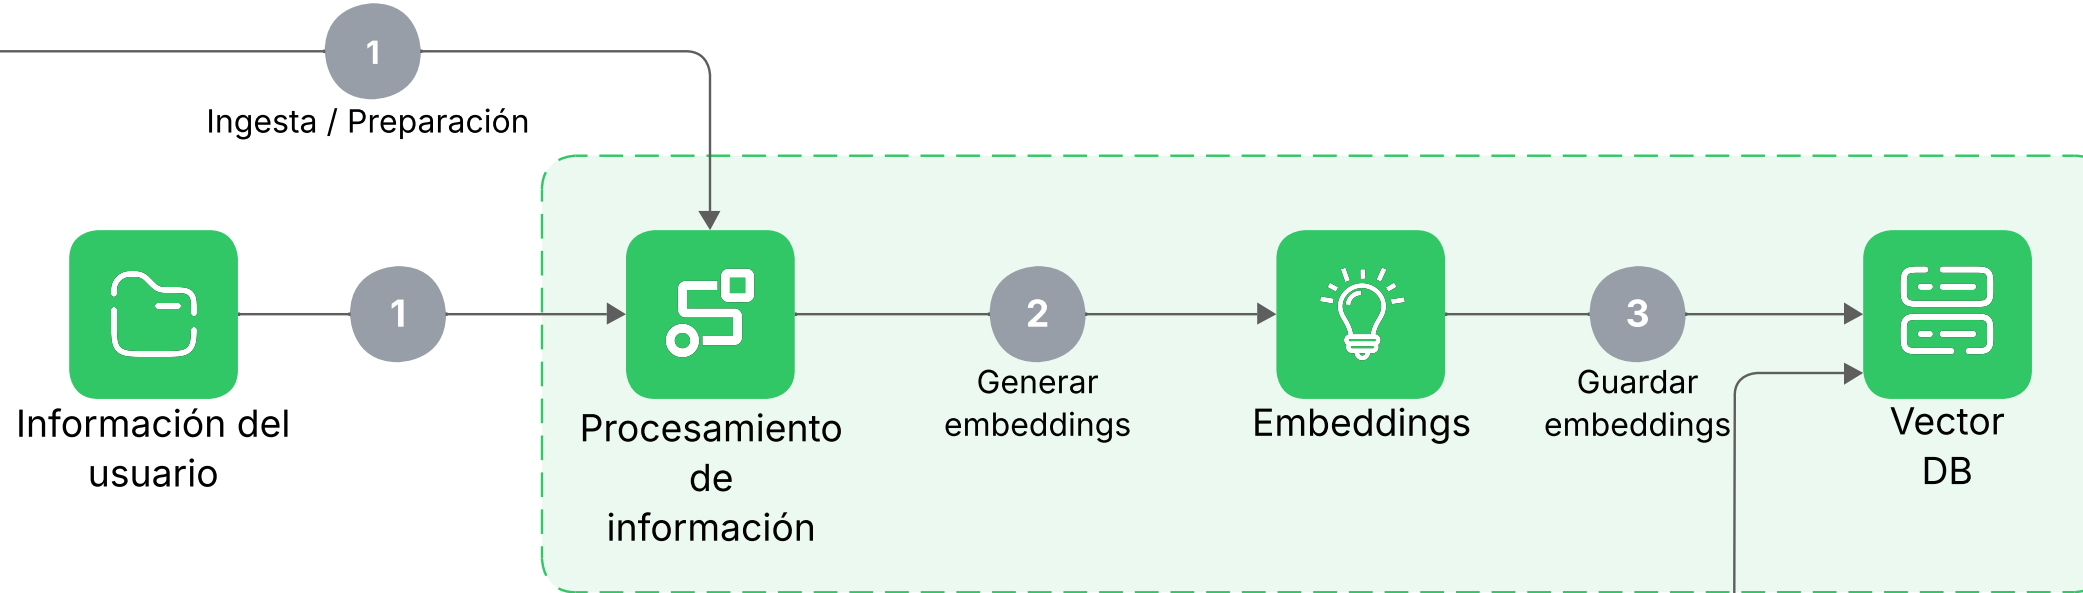 1
Ingesta / Preparación
1
2
3
Generar
embeddings
Guardar
embeddings
Información del
usuario
Procesamiento
de
información
Embeddings
Vector
DB